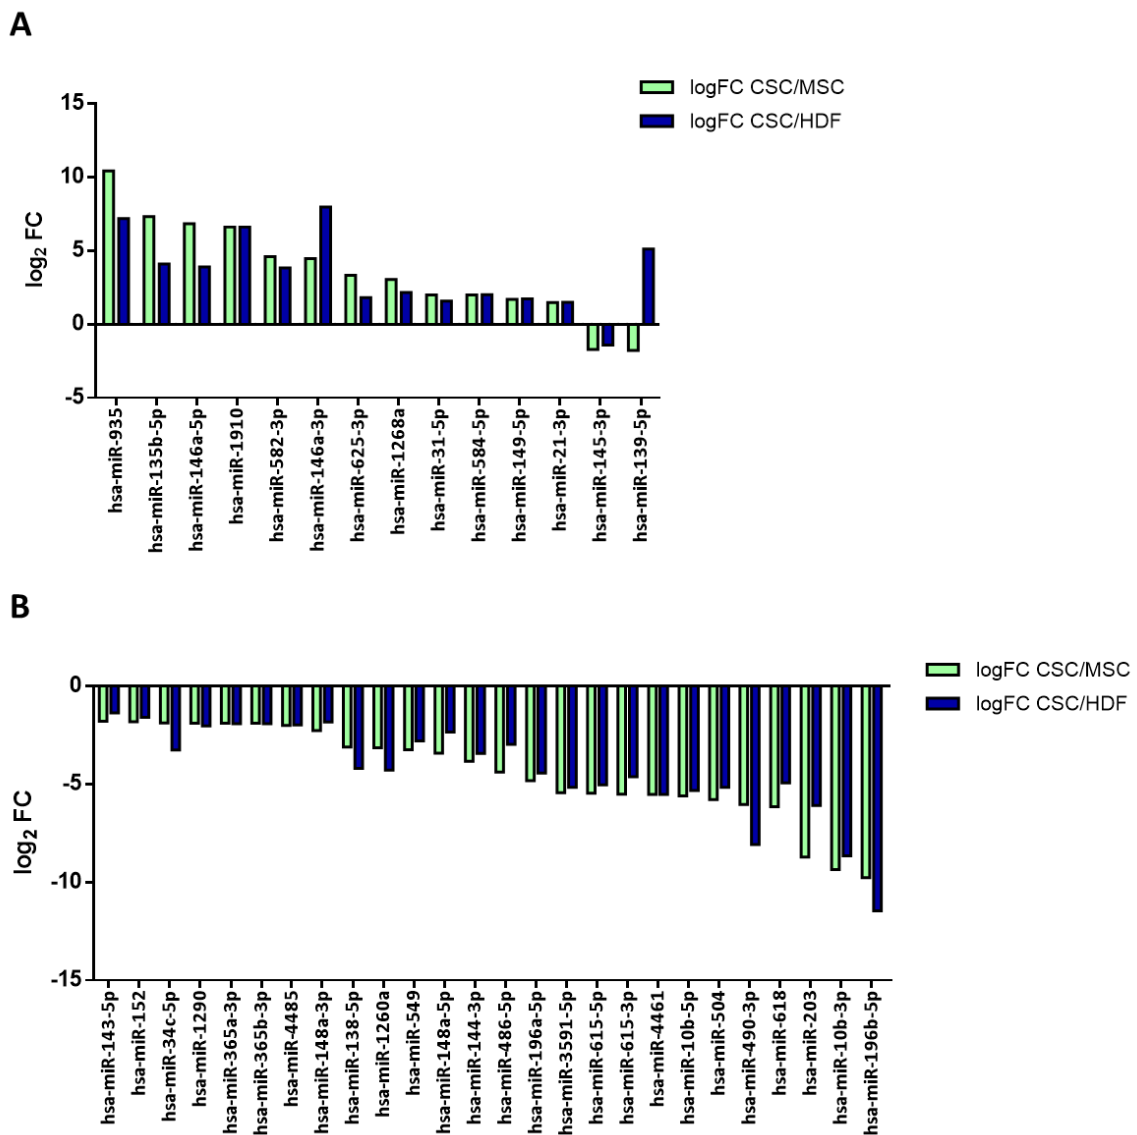 A
logFC CSC/MSC
logFC CSC/HDF
15
10
5
0
-5
log2 FC
hsa-miR-935
hsa-miR-135b-5p
hsa-miR-146a-5p
hsa-miR-1910
hsa-miR-582-3p
hsa-miR-146a-3p
hsa-miR-625-3p
hsa-miR-1268a
hsa-miR-31-5p
hsa-miR-584-5p
hsa-miR-149-5p
hsa-miR-21-3p
hsa-miR-145-3p
hsa-miR-139-5p
B
logFC CSC/MSC
logFC CSC/HDF
0
-5
-10
-15
log2 FC
hsa-miR-143-5p
hsa-miR-152
hsa-miR-34c-5p
hsa-miR-1290
hsa-miR-365a-3p
hsa-miR-365b-3p
hsa-miR-4485
hsa-miR-148a-3p
hsa-miR-138-5p
hsa-miR-1260a
hsa-miR-549
hsa-miR-148a-5p
hsa-miR-144-3p
hsa-miR-486-5p
hsa-miR-196a-5p
hsa-miR-3591-5p
hsa-miR-615-5p
hsa-miR-615-3p
hsa-miR-4461
hsa-miR-10b-5p
hsa-miR-504
hsa-miR-490-3p
hsa-miR-618
hsa-miR-203
hsa-miR-10b-3p
hsa-miR-196b-5p